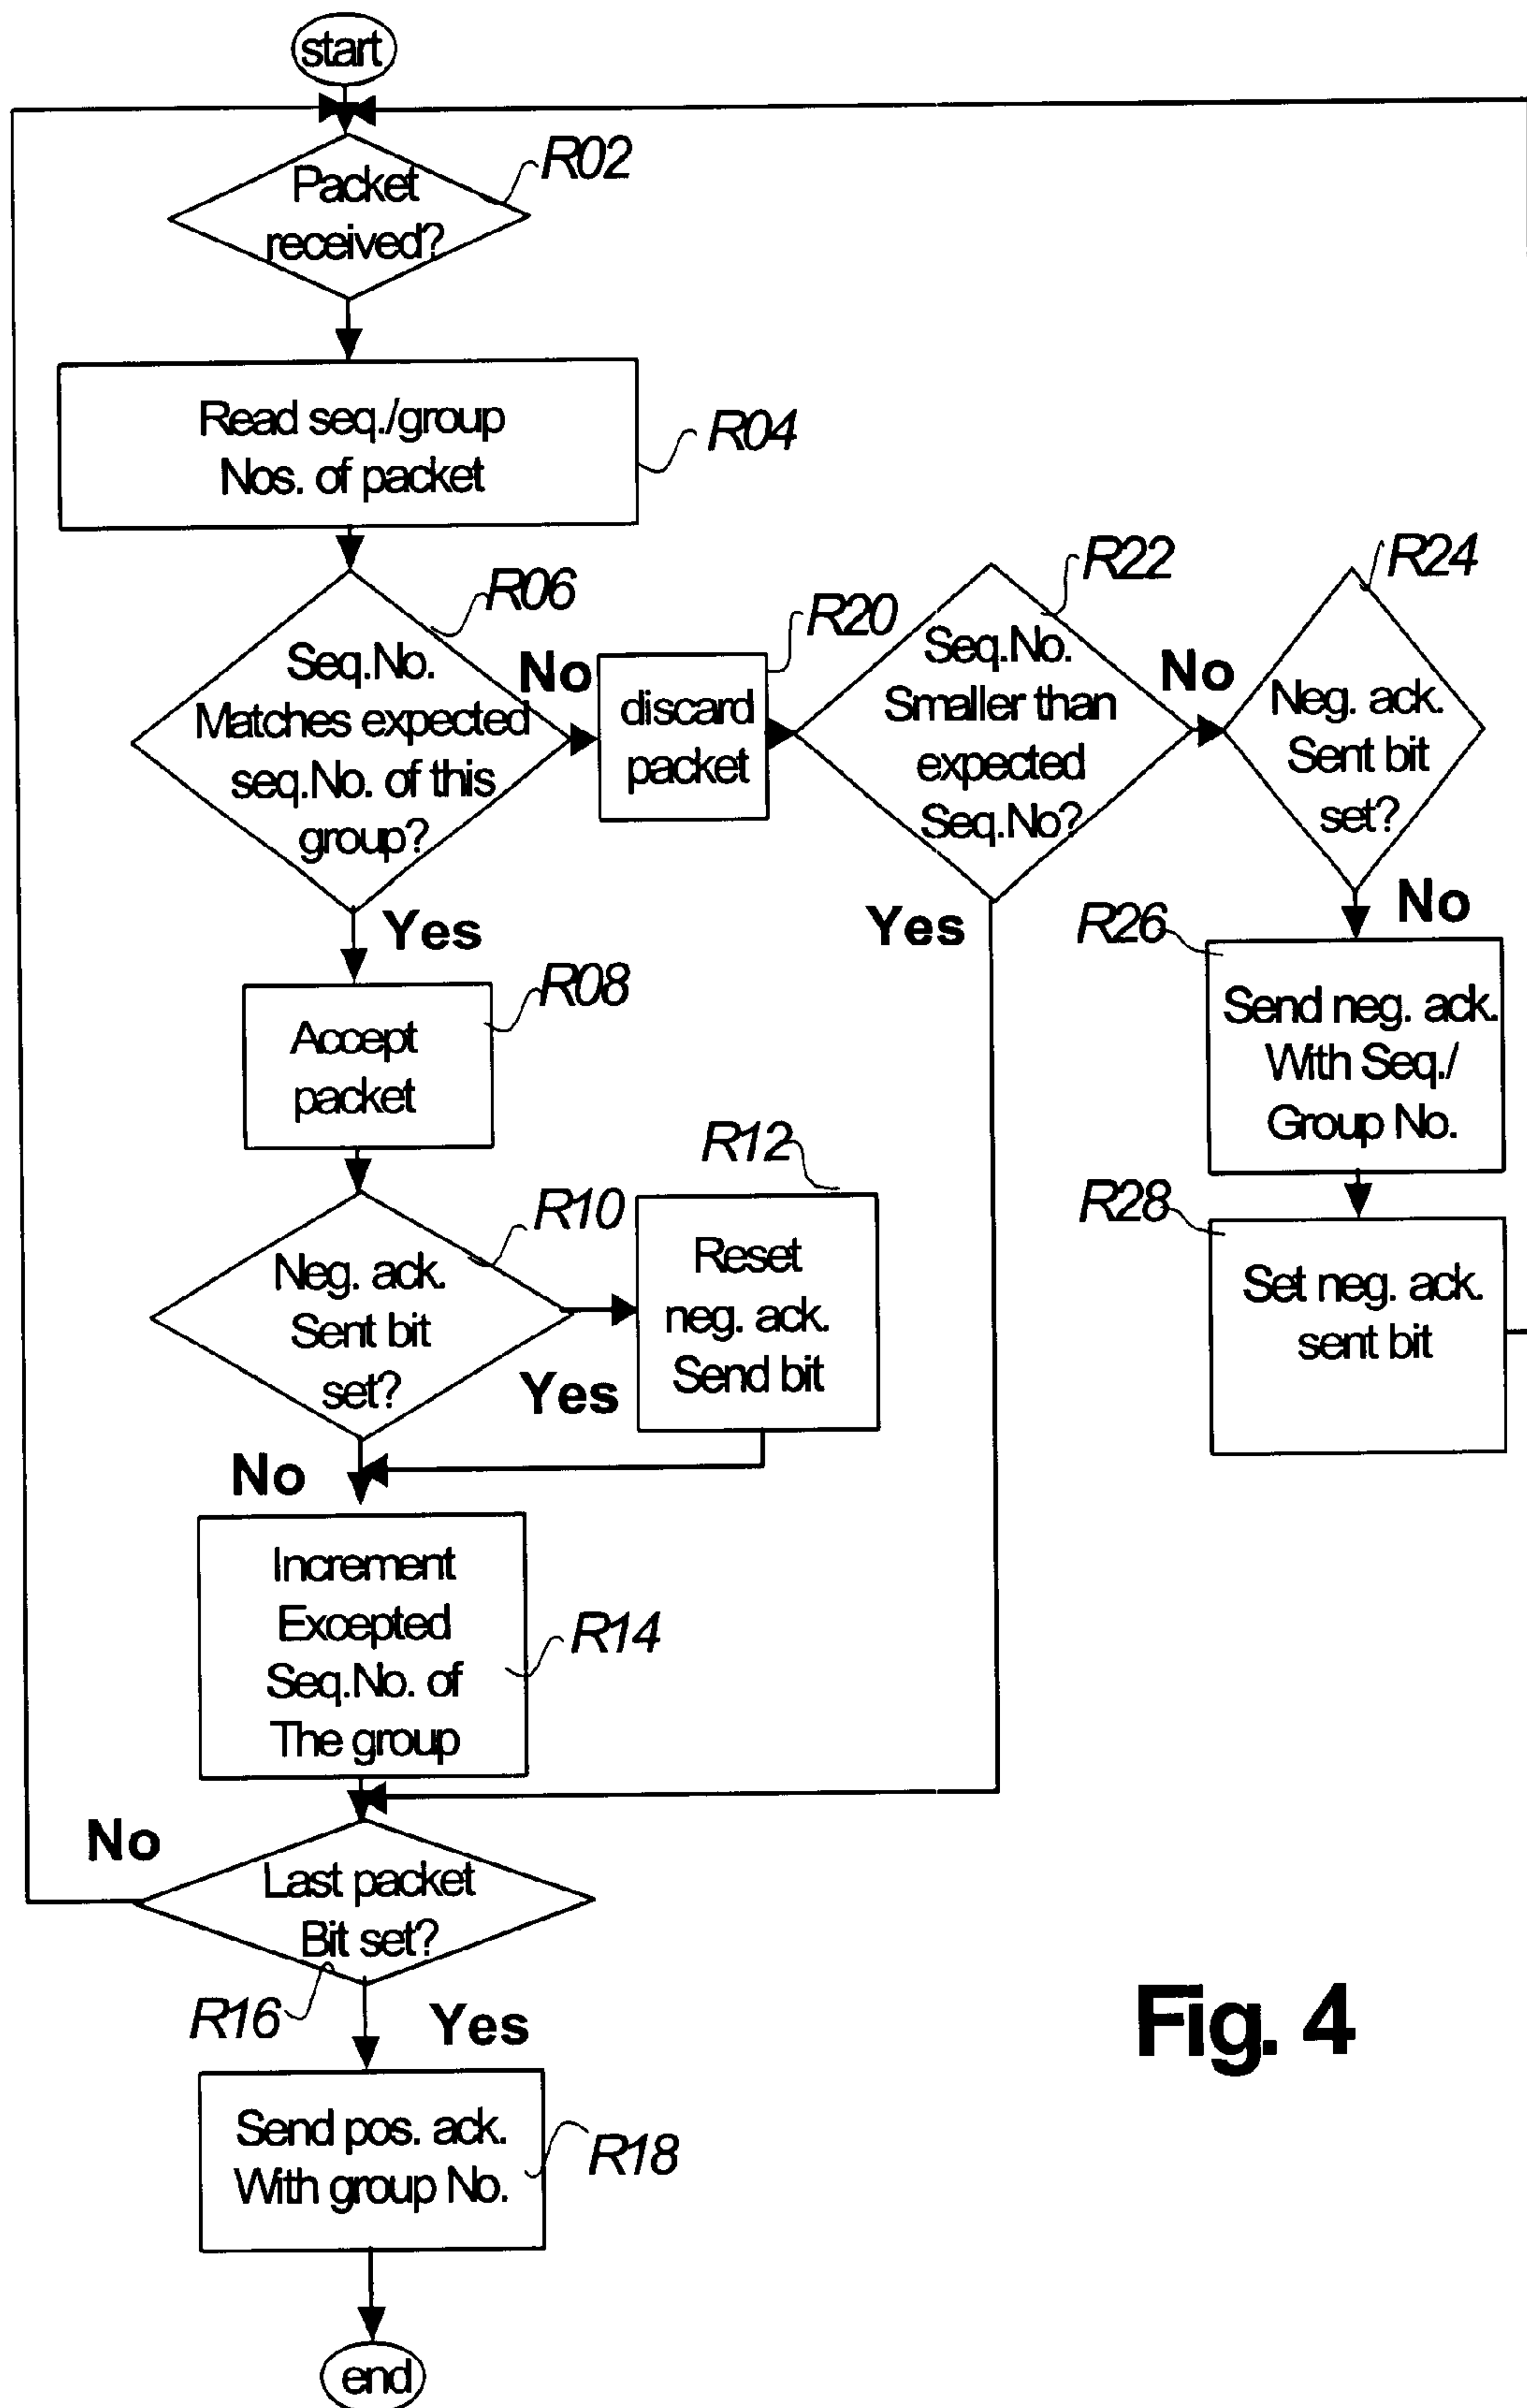 start
Packet
received?
R02
Read seq./group
Nos. of packet
R04
Seq.No.
Matches expected
seq.No. of this
group?
R06
No
discard
packet
R20
Seq.No.
Smaller than
expected
Seq.No?
R22
No
Neg. ack.
Sent bit
set?
R24
Yes
Yes
No
Accept
packet
R08
Send neg. ack.
With Seq./
Group No.
R26
Neg. ack.
Sent bit
set?
R10
Yes
Reset
neg. ack.
Send bit
R12
Set neg. ack.
sent bit
R28
No
Increment
Excepted
Seq.No. of
The group
R14
No
Last packet
Bit set?
R16
Yes
Send pos. ack.
With group No.
R18
end
Fig. 4